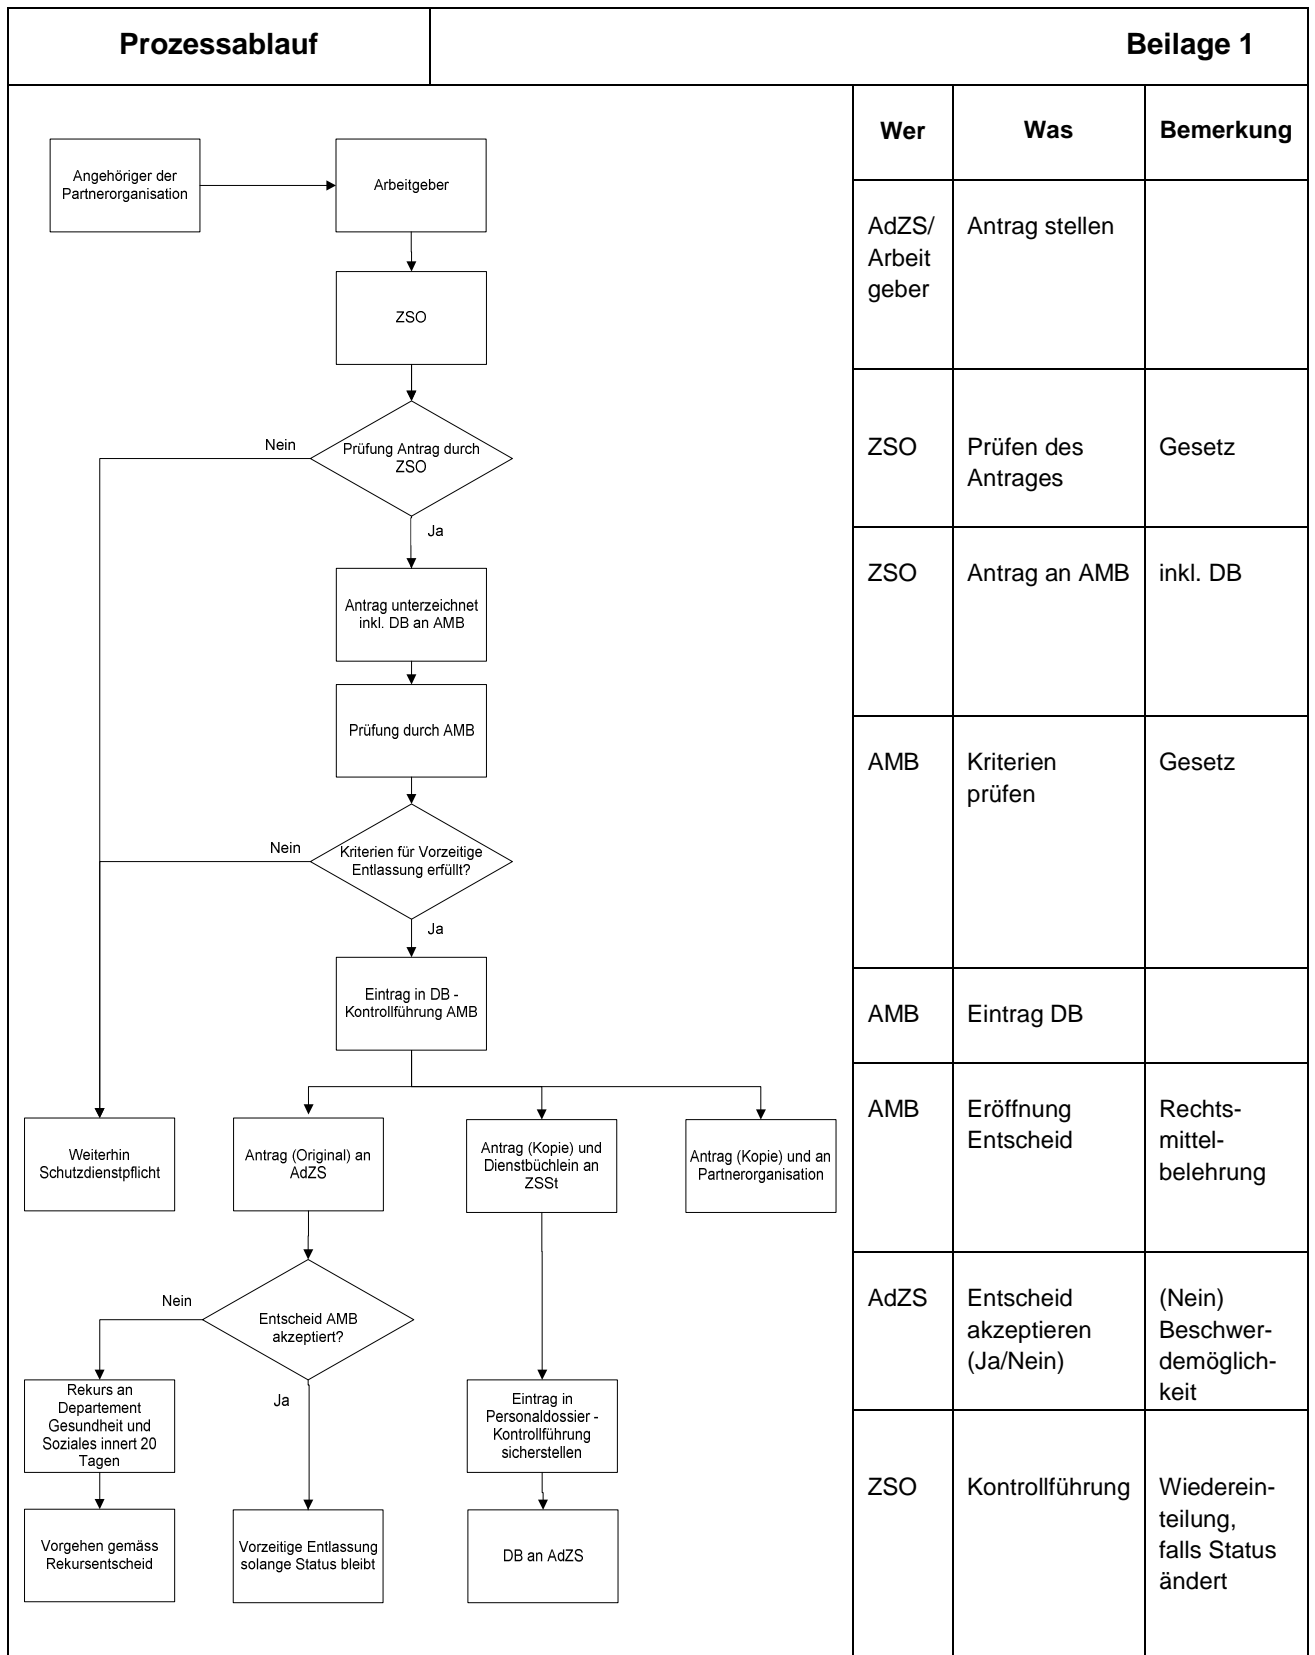 Prozessablauf
Beilage 1
Wer
Was
Bemerkung
Angehöriger der
Partnerorganisation
Arbeitgeber
AdZS/
Arbeit
geber
Antrag stellen
ZSO
Nein
Prüfung Antrag durch
ZSO
Ja
ZSO
Prüfen des
Antrages
Gesetz
Antrag unterzeichnet
inkl. DB an AMB
ZSO
Antrag an AMB
inkl. DB
Prüfung durch AMB
AMB
Kriterien
prüfen
Gesetz
Nein
Kriterien für Vorzeitige
Entlassung erfüllt?
Ja
Eintrag in DB -
Kontrollführung AMB
AMB
Eintrag DB
Weiterhin
Schutzdienstpflicht
Antrag (Original) an
AdZS
Antrag (Kopie) und
Dienstbüchlein an
ZSSt
Antrag (Kopie) und an
Partnerorganisation
AMB
Eröffnung
Entscheid
Rechts-
mittel-
belehrung
Nein
Entscheid AMB
akzeptiert?
Ja
AdZS
Entscheid
akzeptieren
(Ja/Nein)
(Nein)
Beschwer-
demöglich-
keit
Rekurs an
Departement
Gesundheit und
Soziales innert 20
Tagen
Eintrag in
Personaldossier -
Kontrollführung
sicherstellen
Vorgehen gemäss
Rekursentscheid
Vorzeitige Entlassung
solange Status bleibt
DB an AdZS
ZSO
Kontrollführung
Wiederein-
teilung,
falls Status
ändert